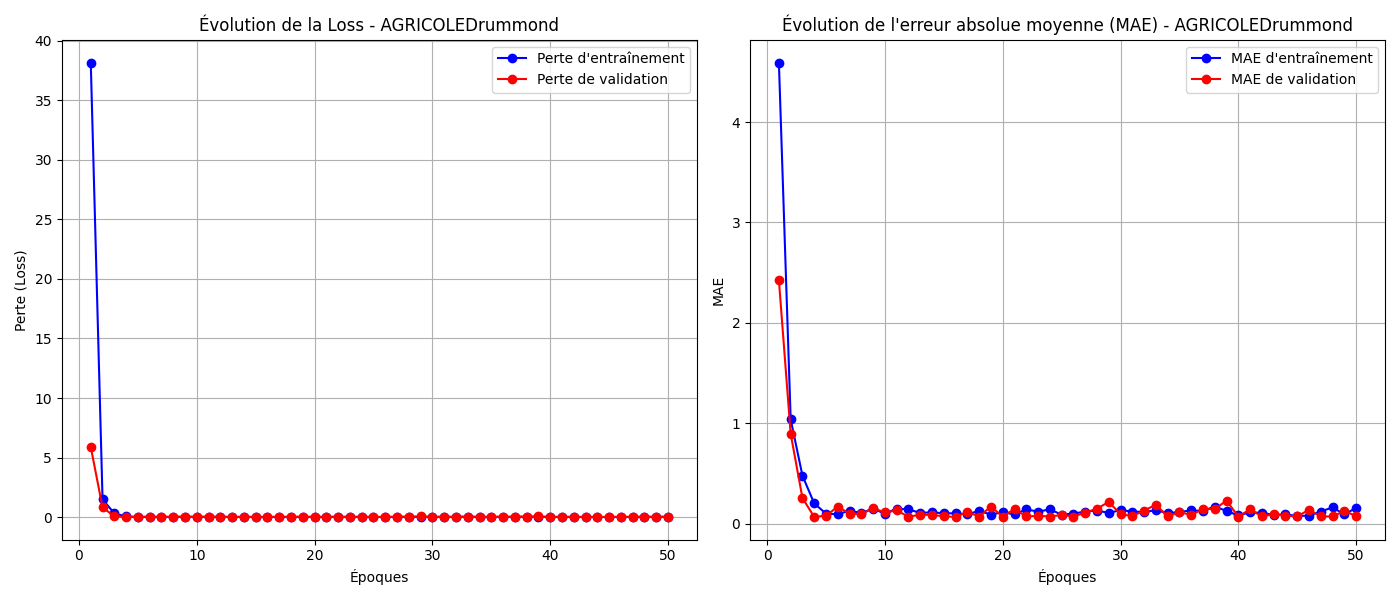 Évolution de la Loss - AGRICOLEDrummond
40
35
30
25
20
15
10
5
0
Perte (Loss)
Perte d'entraînement
Perte de validation
0
10
20
30
40
50
Époques
Évolution de l'erreur absolue moyenne (MAE) - AGRICOLEDrummond
4
3
2
1
0
MAE
MAE d'entraînement
MAE de validation
0
10
20
30
40
50
Époques